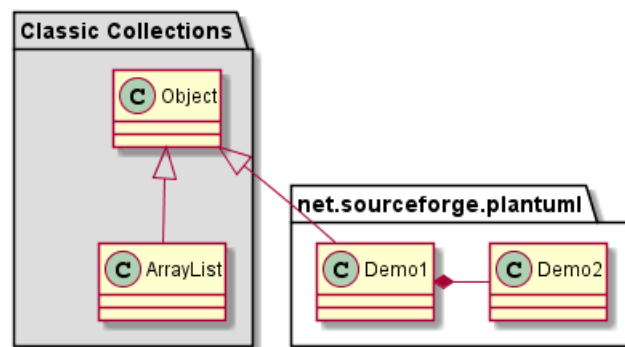 Classic Collections
C Object
net.sourceforge.plantuml
C ArrayList
C Demo1
C Demo2